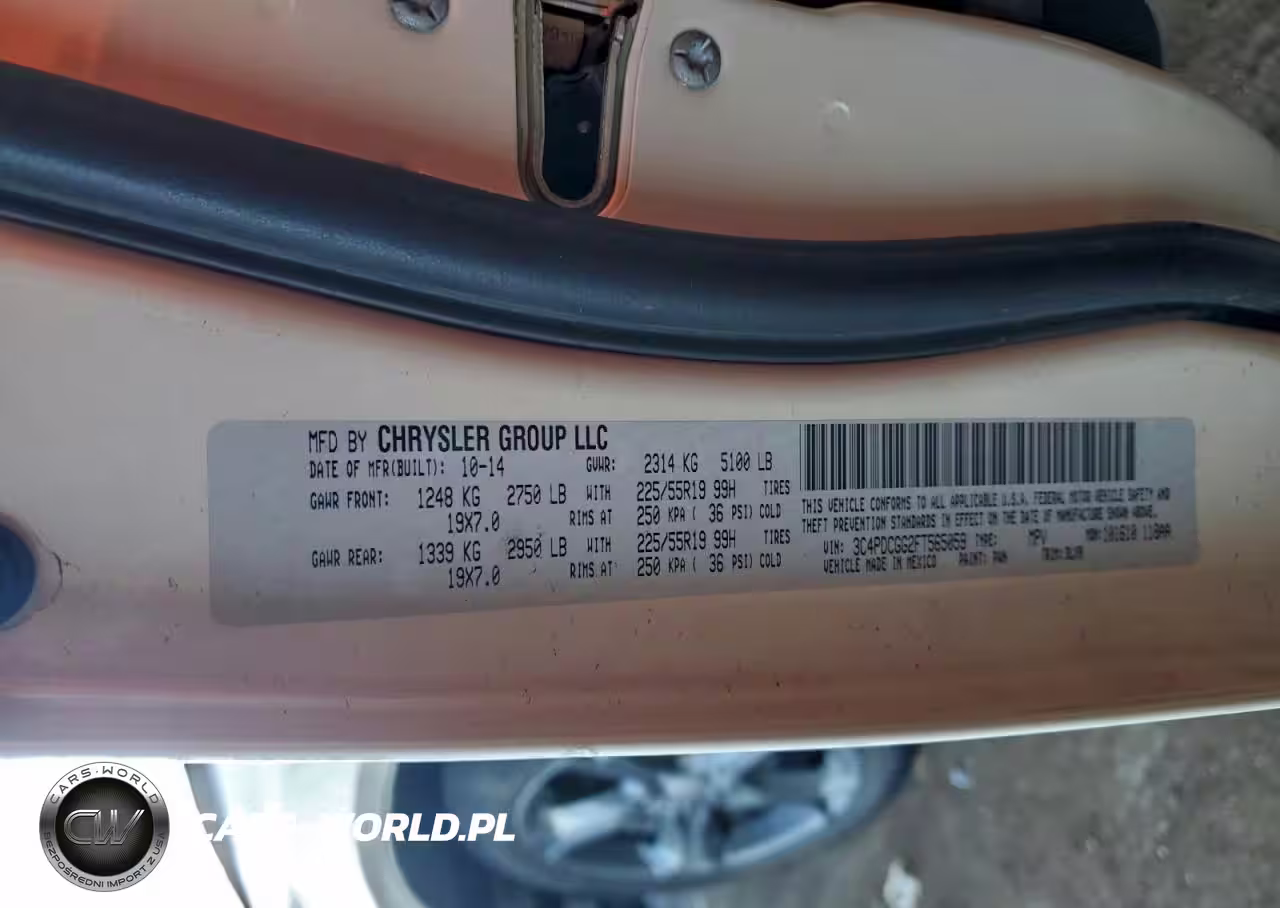 MFD BY CHRYSLER GROUP LLC
DATE OF MFR(BUILT): 10-14 GVWR: 2314 KG 5100 LB
GAWR FRONT: 1248 KG 2750 LB WITH 225/55R19 99H TIRES
19X7.0 RIMS AT 250 KPA ( 36 PSI) COLD
GAWR REAR: 1339 KG 2950 LB WITH 225/55R19 99H TIRES
19X7.0 RIMS AT 250 KPA ( 36 PSI) COLD
THIS VEHICLE CONFORMS TO ALL APPLICABLE U.S.A. FEDERAL MOTOR VEHICLE SAFETY AND
THEFT PREVENTION STANDARDS IN EFFECT ON THE DATE OF MANUFACTURE SHOWN ABOVE.
VIN: 3C4PDCGG2FT565059 TYPE: MPV MDH:
VEHICLE MADE IN MEXICO PAINT: TRIM:
CARS-WORLD
CW
BEZPOŚREDNI IMPORT Z USA
CARS-WORLD.PL